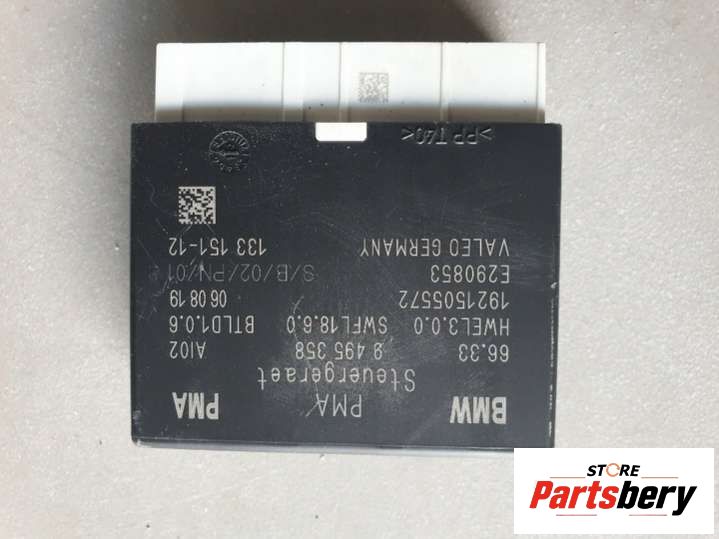 BMW PMA PMA
Steuergeraet
66.33 9 495 358 AI02
HWEL3.0.0 SWFL18.6.0 BTLD1.0.6
1921505572 06 08 19
E290853 S/B/02/PN/01
VALEO GERMANY 133 151-12
>PP T40<
STORE
Partsbery